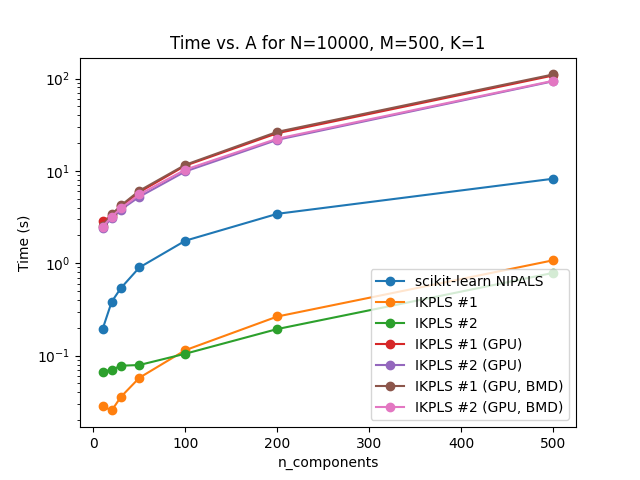 Time vs. A for N=10000, M=500, K=1
10²
10¹
10⁰
10⁻¹
Time (s)
scikit-learn NIPALS
IKPLS #1
IKPLS #2
IKPLS #1 (GPU)
IKPLS #2 (GPU)
IKPLS #1 (GPU, BMD)
IKPLS #2 (GPU, BMD)
0 100 200 300 400 500
n_components